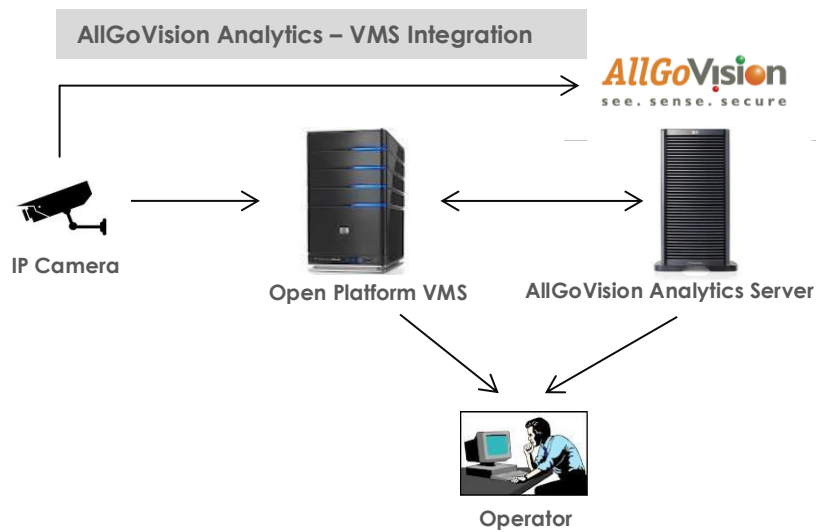 AllGoVision Analytics – VMS Integration
AllGoVision
see. sense. secure
IP Camera
Open Platform VMS
AllGoVision Analytics Server
Operator